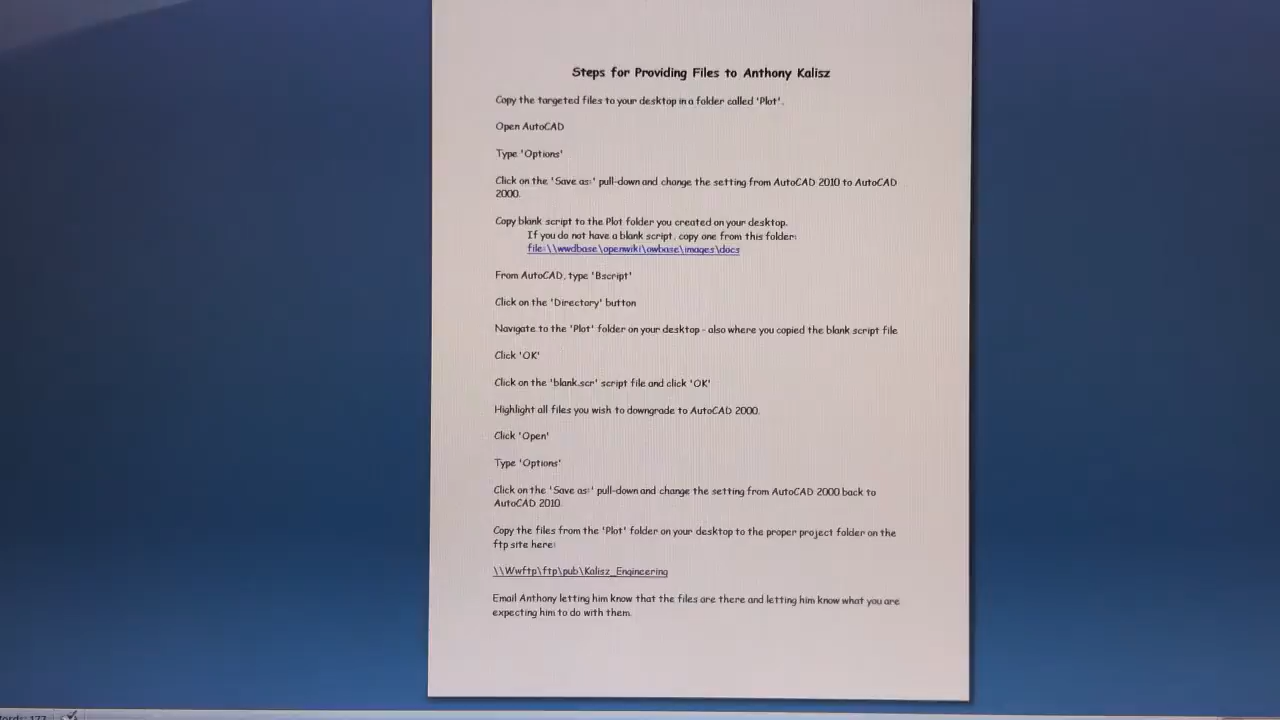 Steps for Providing Files to Anthony Kalisz
Copy the targeted files to your desktop in a folder called 'Plot'.
Open AutoCAD
Type 'Options'
Click on the 'Save as:' pull-down and change the setting from AutoCAD 2010 to AutoCAD
2000.
Copy blank script to the Plot folder you created on your desktop.
If you do not have a blank script, copy one from this folder:
file:\\wwdbase\openwiki\owbase\images\docs
From AutoCAD, type 'Bscript'
Click on the 'Directory' button
Navigate to the 'Plot' folder on your desktop - also where you copied the blank script file
Click 'OK'
Click on the 'blank.scr' script file and click 'OK'
Highlight all files you wish to downgrade to AutoCAD 2000.
Click 'Open'
Type 'Options'
Click on the 'Save as:' pull-down and change the setting from AutoCAD 2000 back to
AutoCAD 2010.
Copy the files from the 'Plot' folder on your desktop to the proper project folder on the
ftp site here:
\\Wwftp\ftp\pub\Kalisz_Engineering
Email Anthony letting him know that the files are there and letting him know what you are
expecting him to do with them.